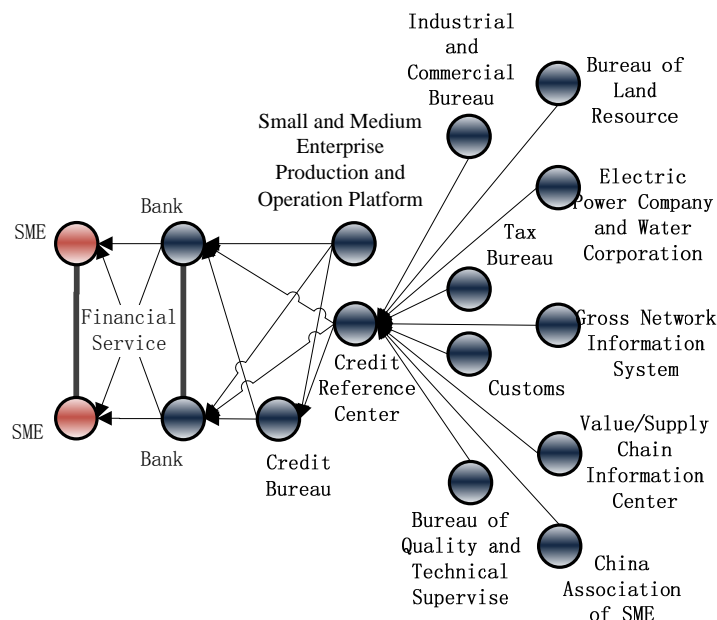 Industrial
and
Commercial
Bureau
Bureau of
Land
Resource
Small and Medium
Enterprise
Production and
Operation Platform
Electric
Power Company
and Water
Corporation
SME
Bank
Tax
Bureau
Financial
Service
Gross Network
Information
System
Credit
Reference
Center
Customs
SME
Bank
Credit
Bureau
Value/Supply
Chain
Information
Center
Bureau of
Quality and
Technical
Supervise
China
Association
of SME